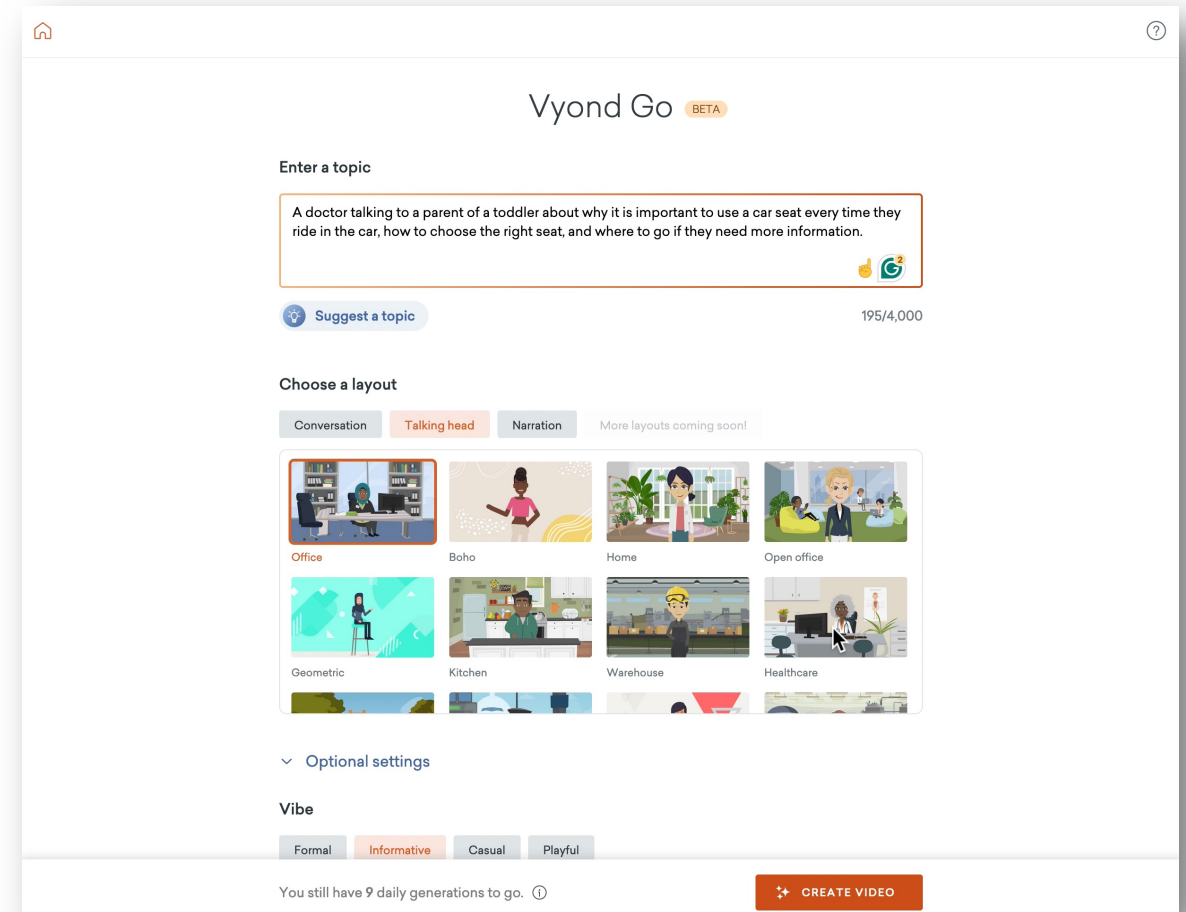 Vyond Go BETA
Enter a topic
A doctor talking to a parent of a toddler about why it is important to use a car seat every time they
ride in the car, how to choose the right seat, and where to go if they need more information.
2
Suggest a topic 195/4,000
Choose a layout
Conversation Talking head Narration More layouts coming soon!
Office Boho Home Open office
Geometric Kitchen Warehouse Healthcare
Optional settings
Vibe
Formal Informative Casual Playful
You still have 9 daily generations to go. CREATE VIDEO